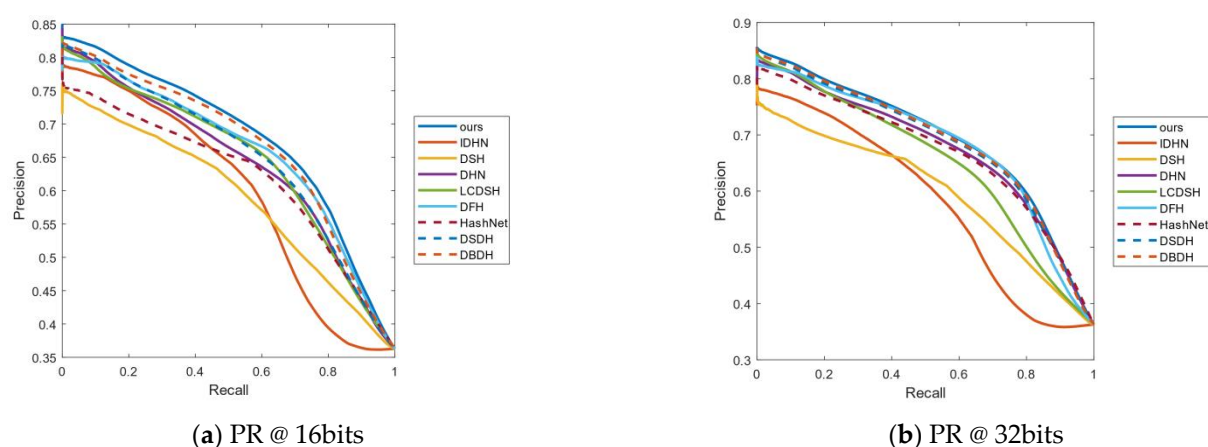 0.85
0.8
0.75
0.7
0.65
0.6
0.55
0.5
0.45
0.4
0.35
Precision
0 0.2 0.4 0.6 0.8 1
Recall
ours
IDHN
DSH
DHN
LCDSH
DFH
HashNet
DSDH
DBDH
(a) PR @ 16bits
0.9
0.8
0.7
0.6
0.5
0.4
0.3
Precision
0 0.2 0.4 0.6 0.8 1
Recall
ours
IDHN
DSH
DHN
LCDSH
DFH
HashNet
DSDH
DBDH
(b) PR @ 32bits